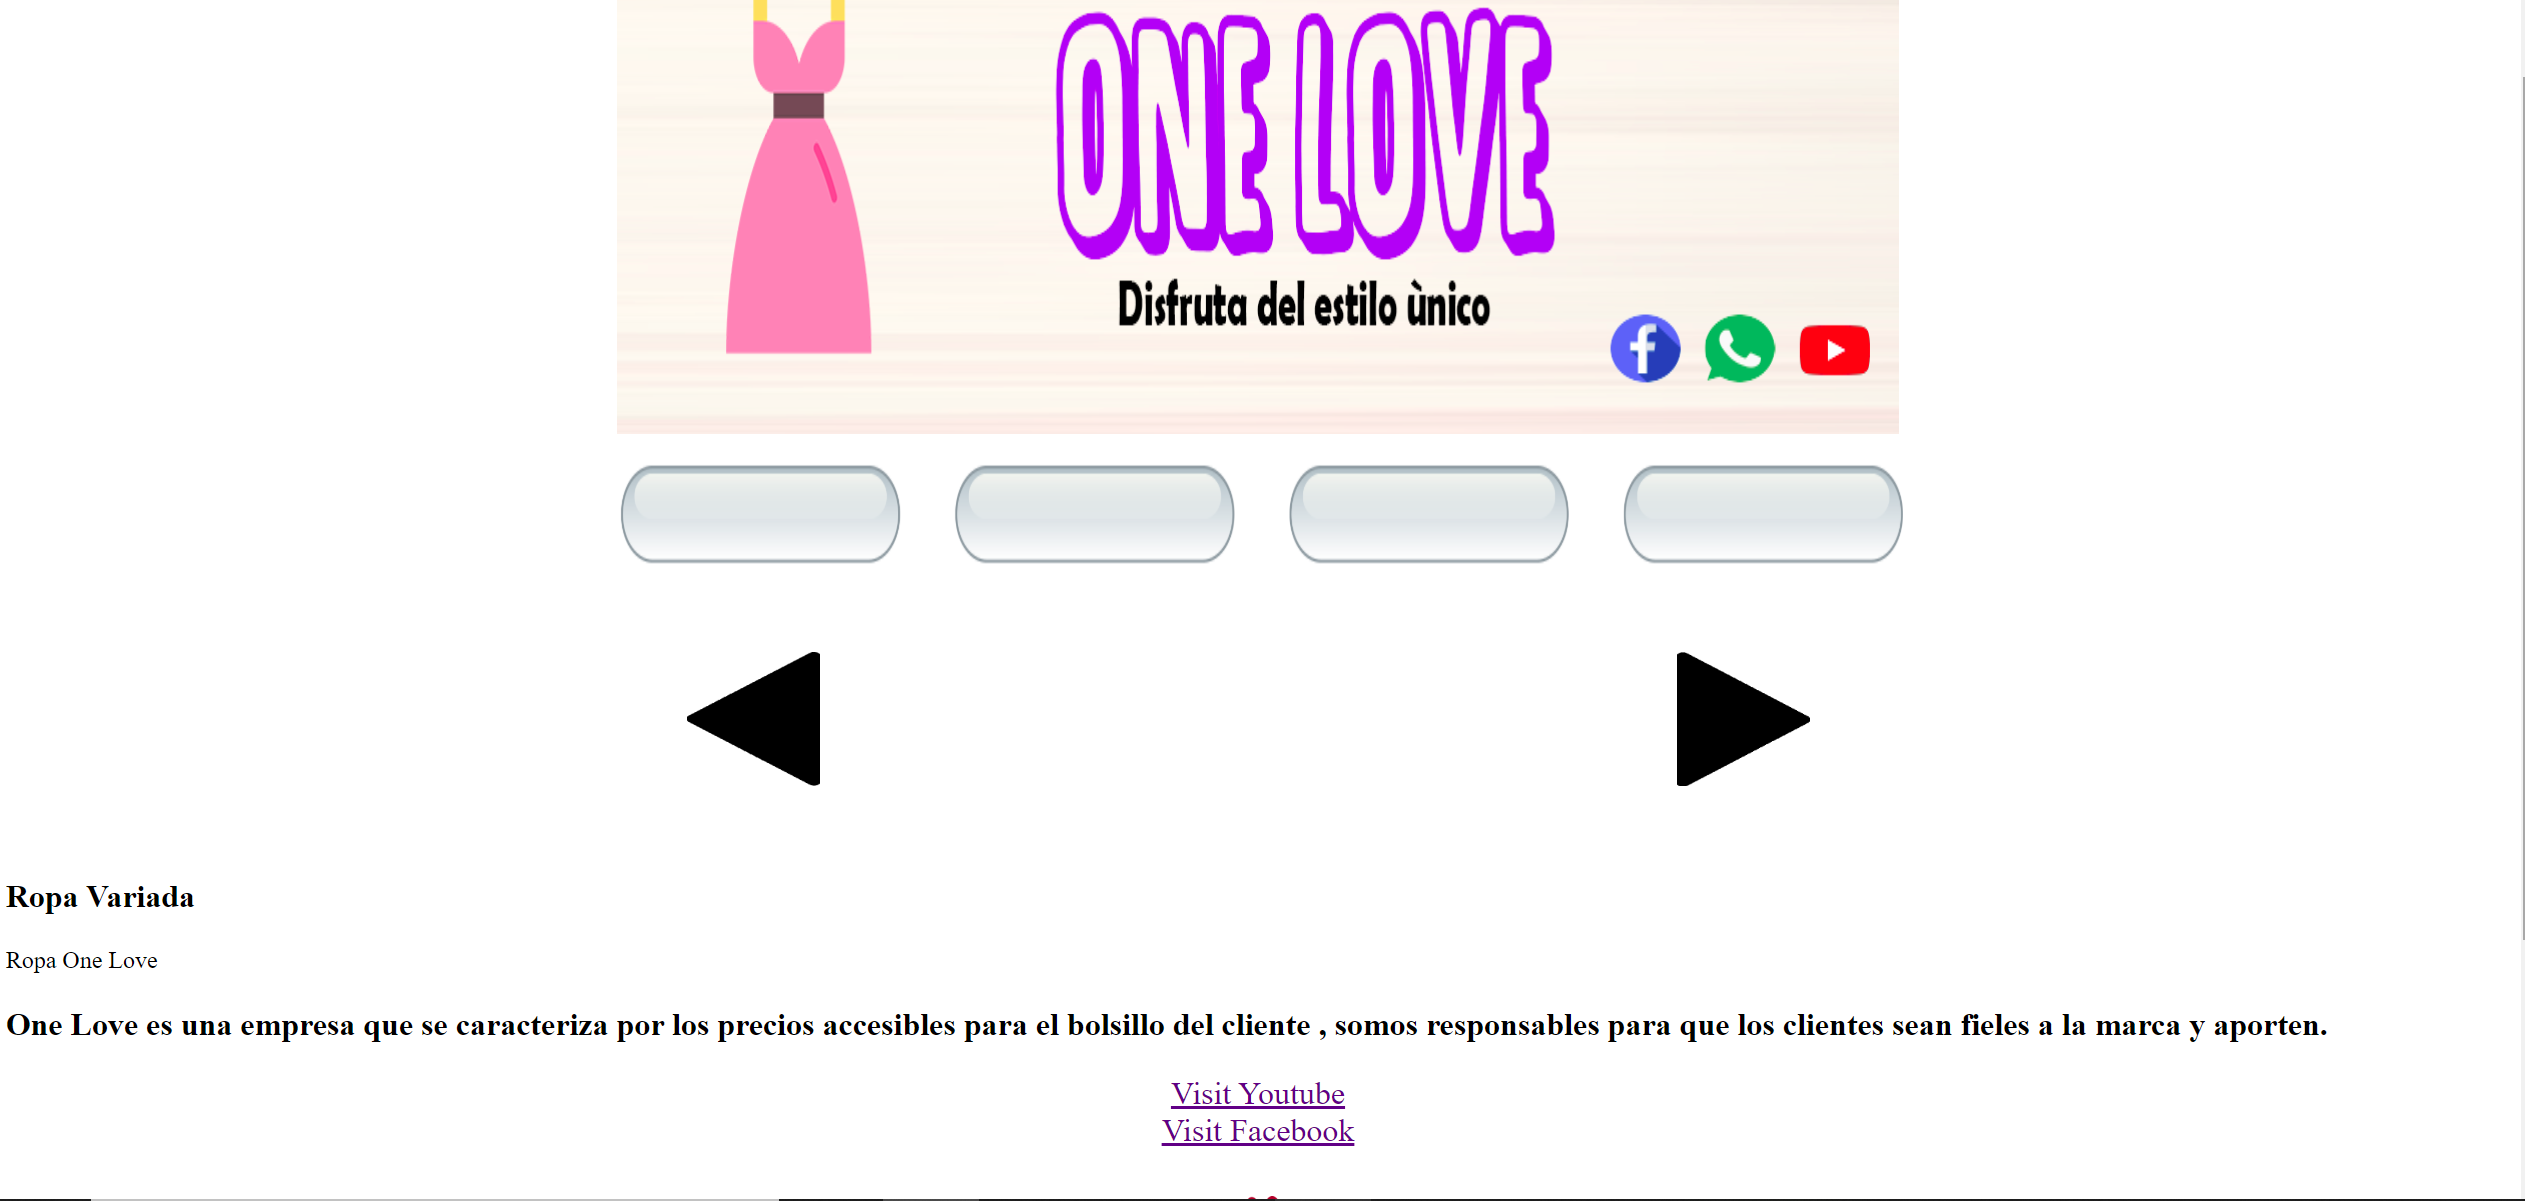 ONE LOVE
Disfruta del estilo ùnico
Ropa Variada
Ropa One Love
One Love es una empresa que se caracteriza por los precios accesibles para el bolsillo del cliente , somos responsables para que los clientes sean fieles a la marca y aporten.
Visit Youtube
Visit Facebook